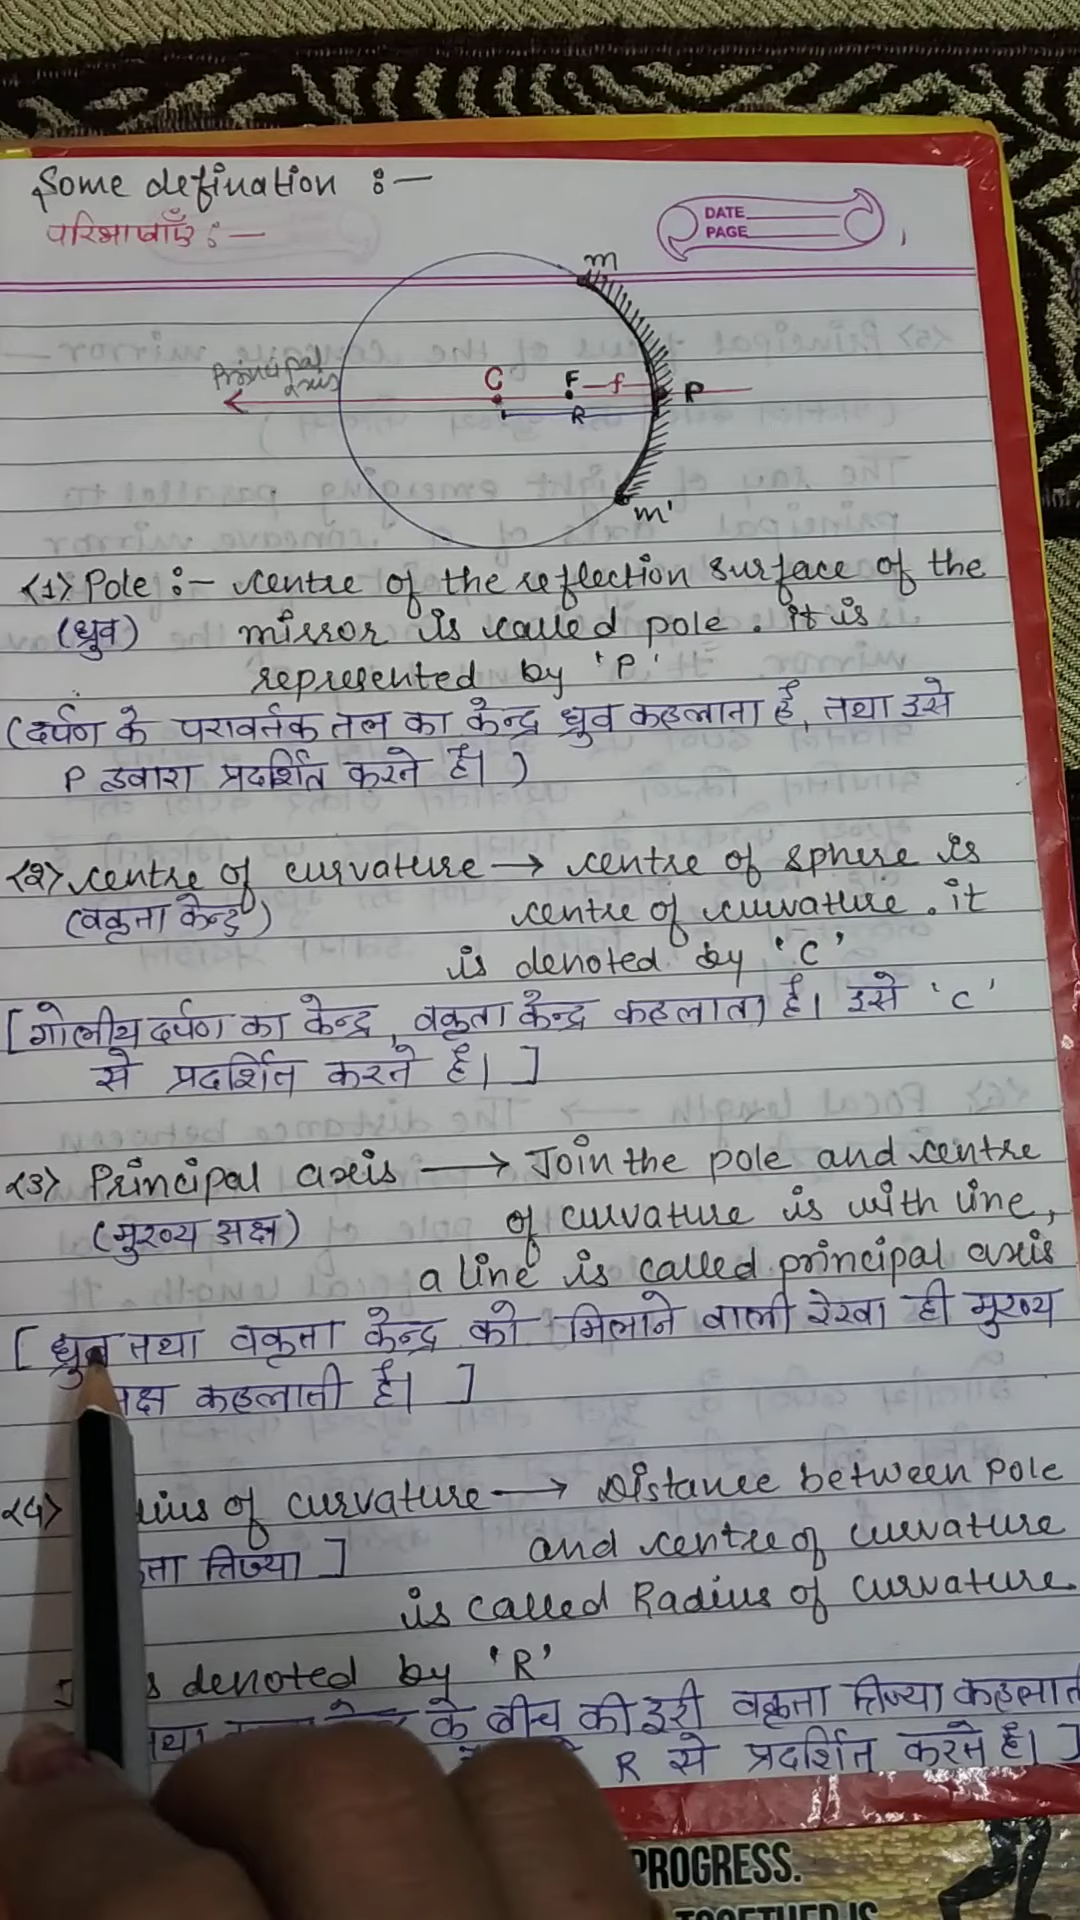 Some defination :—
परिभाषाएँ :—
DATE
PAGE
m
Principal
axis
C
F
f
P
R
m'
<1> Pole :— centre of the reflection surface of the
(ध्रुव) mirror is called pole. it is
represented by 'P'
(दर्पण के परावर्तक तल का केन्द्र ध्रुव कहलाता है, तथा उसे
P द्वारा प्रदर्शित करते हैं। )
<2> centre of curvature → centre of sphere is
(वक्रता केन्द्र) centre of curvature. it
is denoted by 'C'
[गोलीय दर्पण का केन्द्र, वक्रता केन्द्र कहलाता है। इसे 'C'
से प्रदर्शित करते है। ]
<3> Principal axis → Join the pole and centre
(मुख्य अक्ष) of curvature is with line,
a line is called principal axis
[ ध्रुव तथा वक्रता केन्द्र को मिलाने वाली रेखा ही मुख्य
कहलाती है। ]
<4> of curvature → Distance between pole
त्रिज्या ] and centre of curvature
is called Radius of curvature.
denoted by 'R'
के बीच की दूरी वक्रता त्रिज्या
R से प्रदर्शित करते है। ]
PROGRESS.